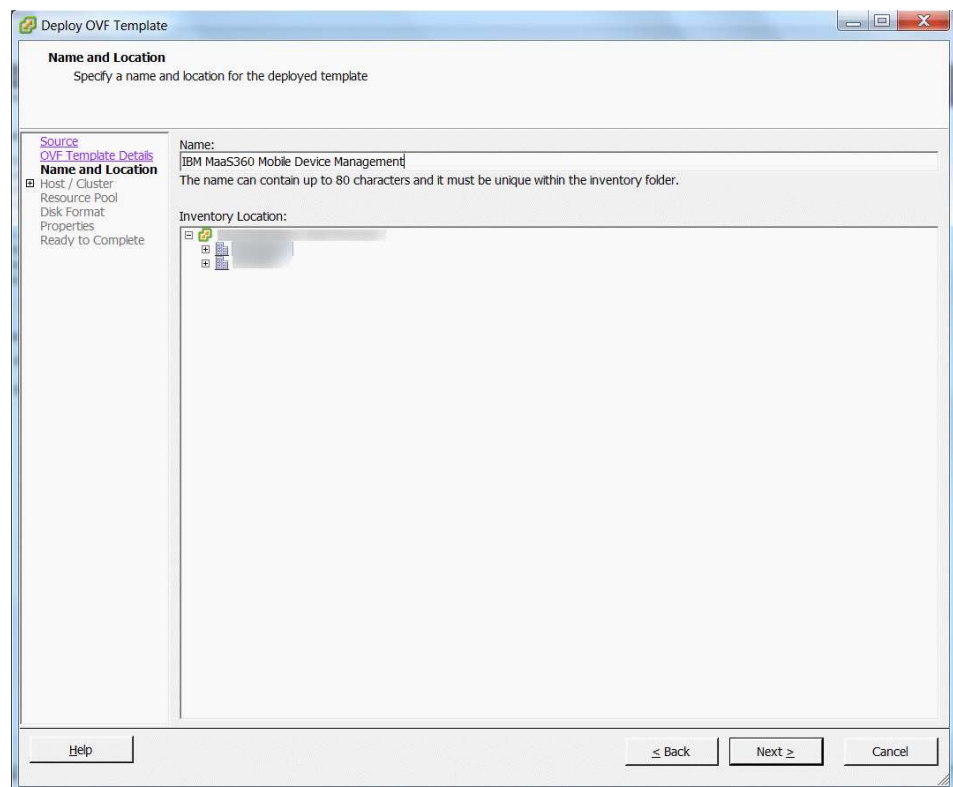 Deploy OVF Template
Name and Location
Specify a name and location for the deployed template
Source
OVF Template Details
Name and Location
Host / Cluster
Resource Pool
Disk Format
Properties
Ready to Complete
Name:
IBM MaaS360 Mobile Device Management
The name can contain up to 80 characters and it must be unique within the inventory folder.
Inventory Location:
Help
< Back
Next >
Cancel